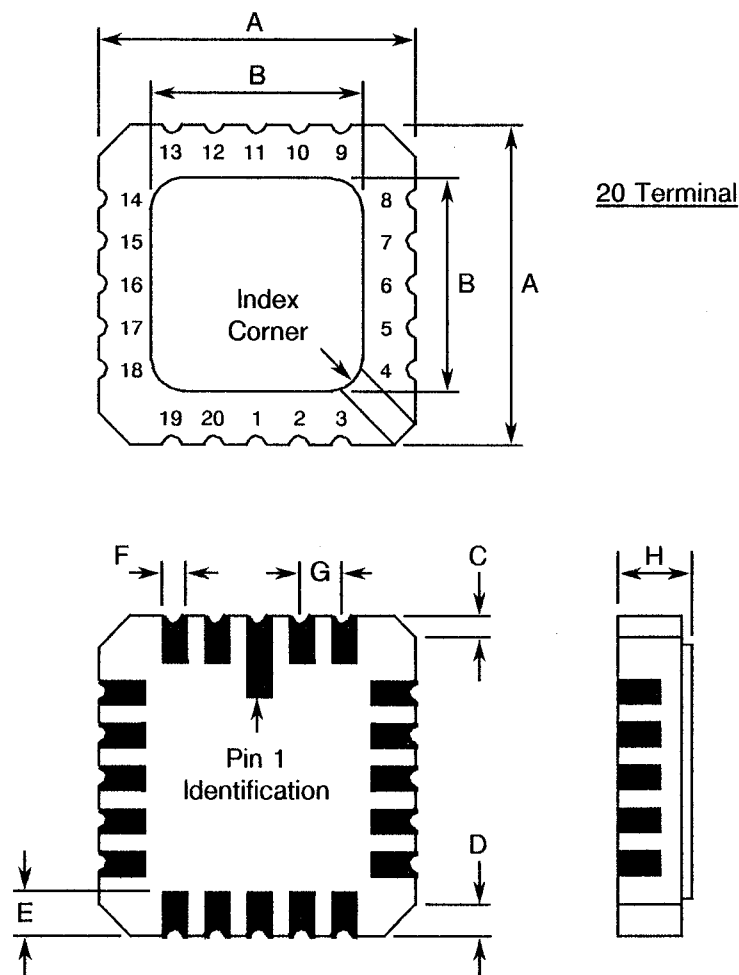 A
B
13 12 11 10 9
14 8
15 7
16 6
17 5
18 4
19 20 1 2 3
Index
Corner
B
A
20 Terminal
F
G
C
H
Pin 1
Identification
D
E